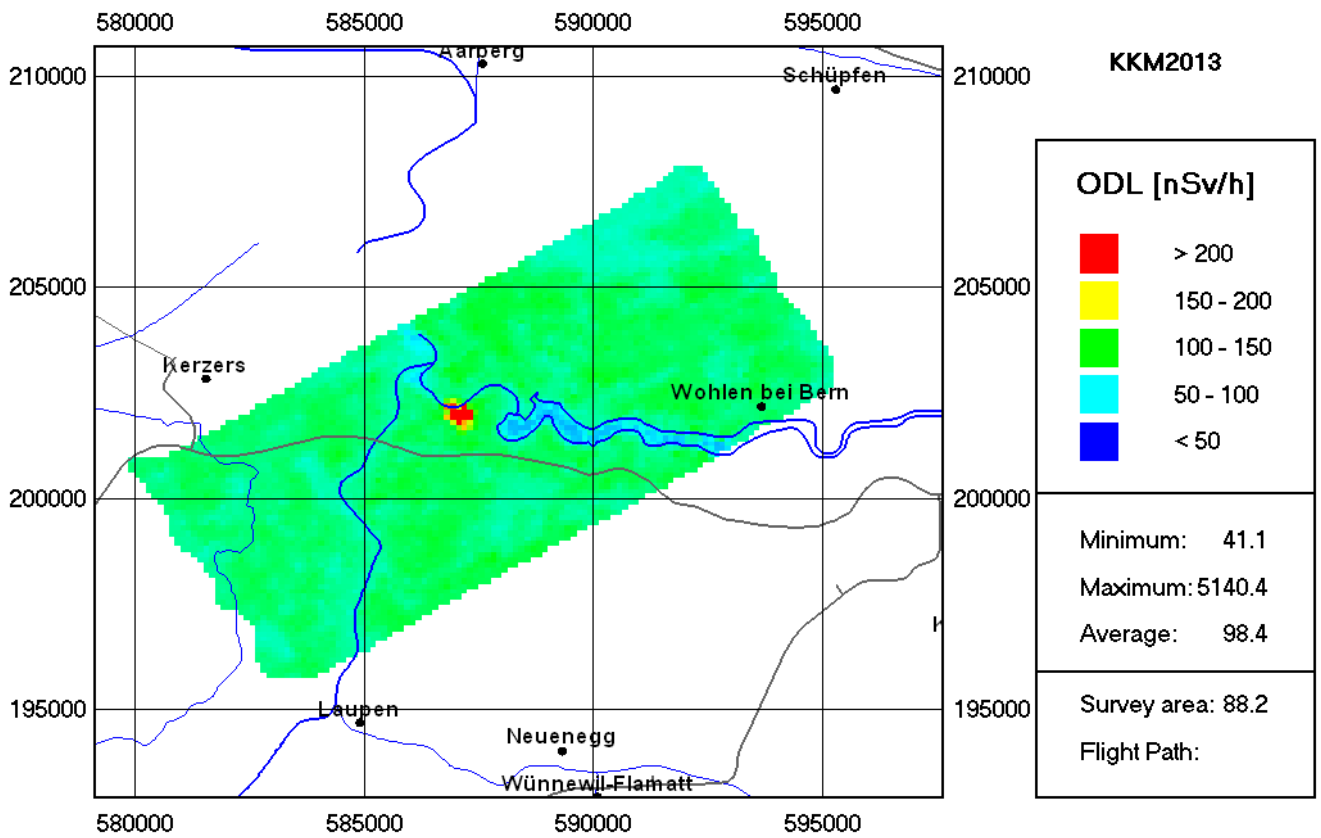 580000 585000 590000 595000
Aarberg
210000 210000
Schüpfen
KKM2013
ODL [nSv/h]
> 200
205000 205000
150 - 200
100 - 150
Kerzers
Wohlen bei Bern
50 - 100
< 50
200000 200000
Minimum: 41.1
Maximum: 5140.4
Average: 98.4
K
195000 195000
Laupen
Survey area: 88.2
Neuenegg
Flight Path:
Wünnewil-Flamatt
580000 585000 590000 595000